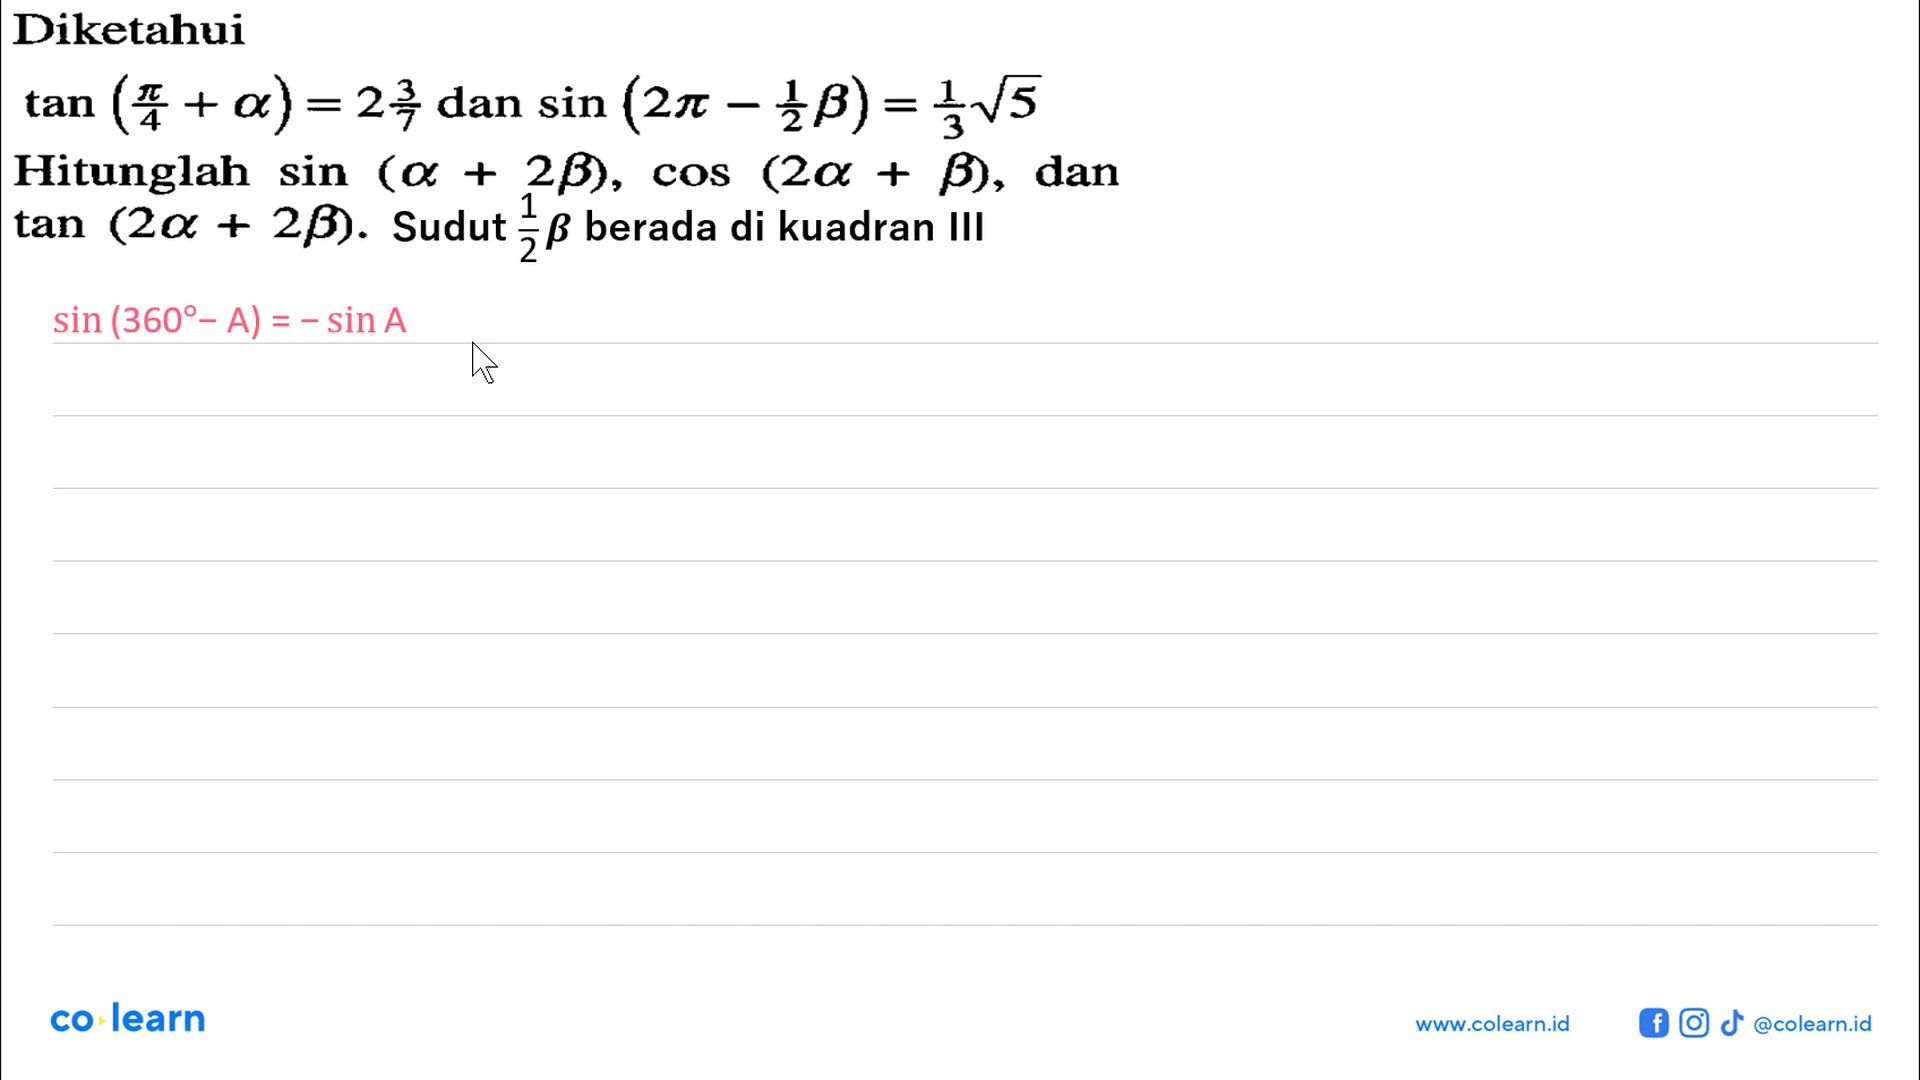 Diketahui
tan (π/4 + α) = 2 3/7 dan sin (2π − 1/2 β) = 1/3 √5
Hitunglah sin (α + 2β), cos (2α + β), dan
tan (2α + 2β). Sudut 1/2 β berada di kuadran III
sin (360°− A) = − sin A
co learn
www.colearn.id
@colearn.id